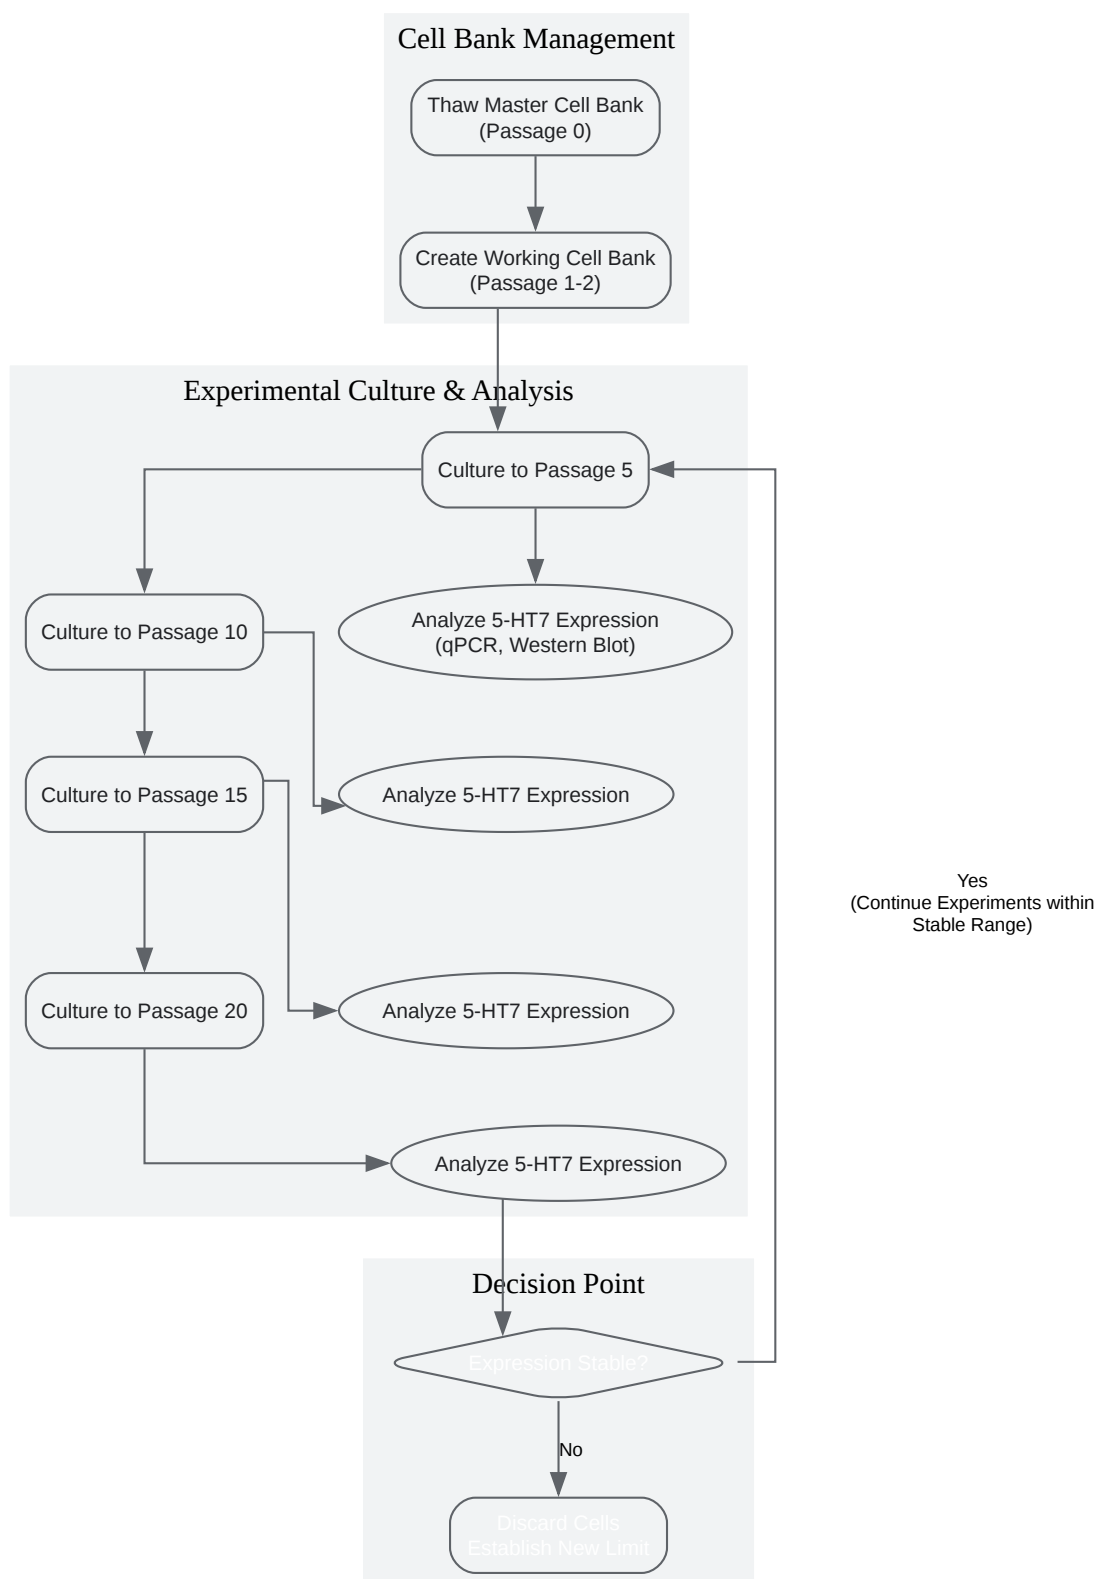 Cell Bank Management
Thaw Master Cell Bank
(Passage 0)
Create Working Cell Bank
(Passage 1-2)
Experimental Culture & Analysis
Culture to Passage 5
Culture to Passage 10
Analyze 5-HT7 Expression
(qPCR, Western Blot)
Culture to Passage 15
Analyze 5-HT7 Expression
Yes
(Continue Experiments within
Stable Range)
Culture to Passage 20
Analyze 5-HT7 Expression
Analyze 5-HT7 Expression
Decision Point
Expression Stable?
No
Discard Cells
Establish New Limit